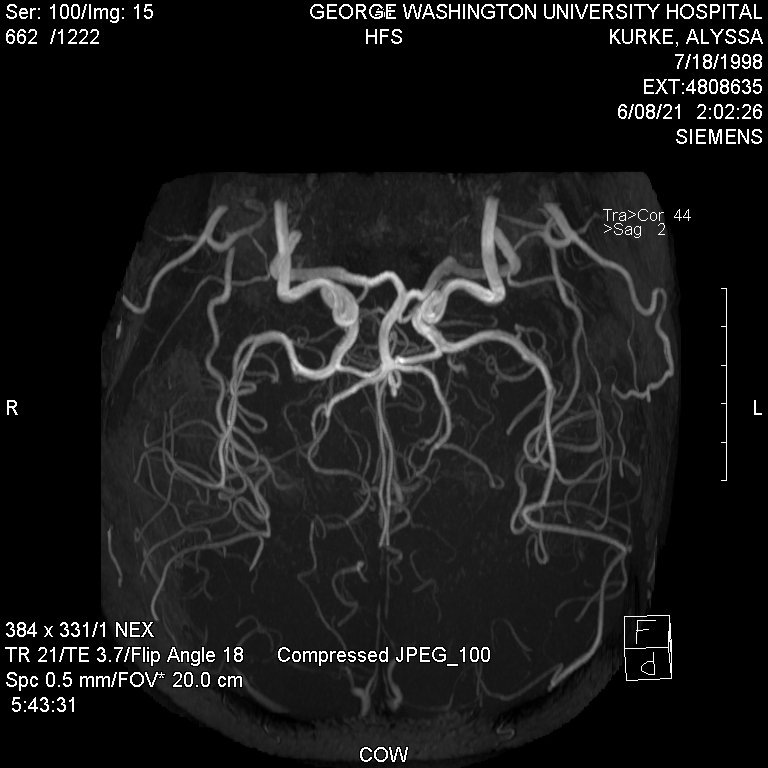 Ser: 100/Img: 15
662 /1222
HFS
GEORGE WASHINGTON UNIVERSITY HOSPITAL
KURKE, ALYSSA
7/18/1998
EXT:4808635
6/08/21 2:02:26
SIEMENS
Tra>Cor 44
>Sag 2
R
L
384 x 331/1 NEX
TR 21/TE 3.7/Flip Angle 18
Spc 0.5 mm/FOV* 20.0 cm
5:43:31
Compressed JPEG_100
F
COW